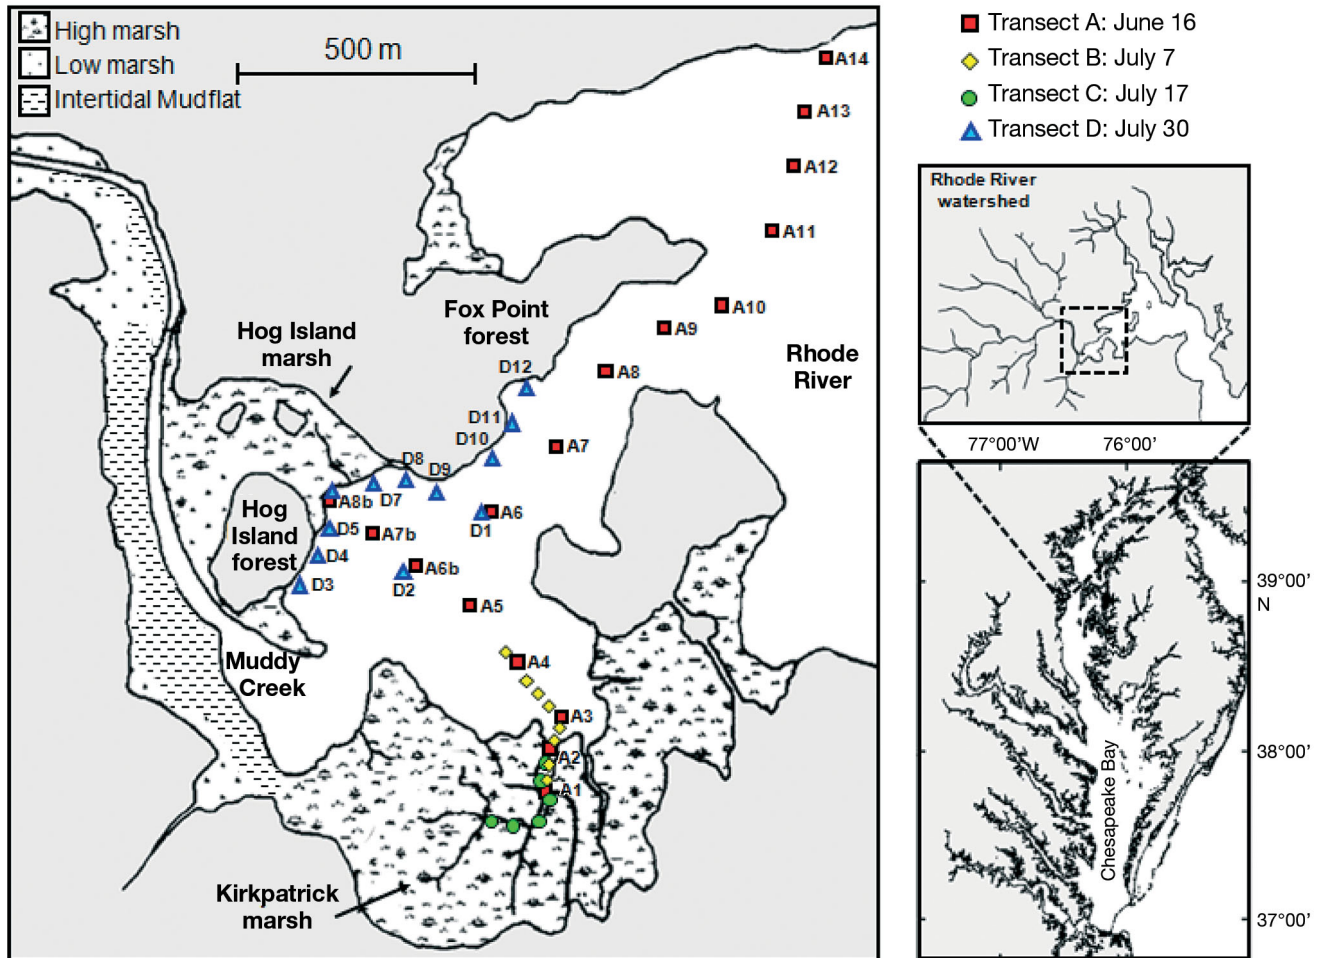 High marsh
Low marsh
Intertidal Mudflat
500 m
Transect A: June 16
Transect B: July 7
Transect C: July 17
Transect D: July 30
A14
A13
A12
A11
A10
A9
A8
A7
A6
A8b
A7b
A6b
A5
A4
A3
A2
A1
D12
D11
D10
D8
D9
D7
D1
D5
D4
D3
D2
Hog Island
marsh
Fox Point
forest
Rhode
River
Hog
Island
forest
Muddy
Creek
Kirkpatrick
marsh
Rhode River
watershed
77°00'W
76°00'
39°00'
N
38°00'
37°00'
Chesapeake Bay